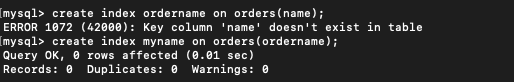 [mysql> create index ordername on orders(name);
ERROR 1072 (42000): Key column 'name' doesn't exist in table
[mysql> create index myname on orders(ordername);
Query OK, 0 rows affected (0.01 sec)
Records: 0  Duplicates: 0  Warnings: 0